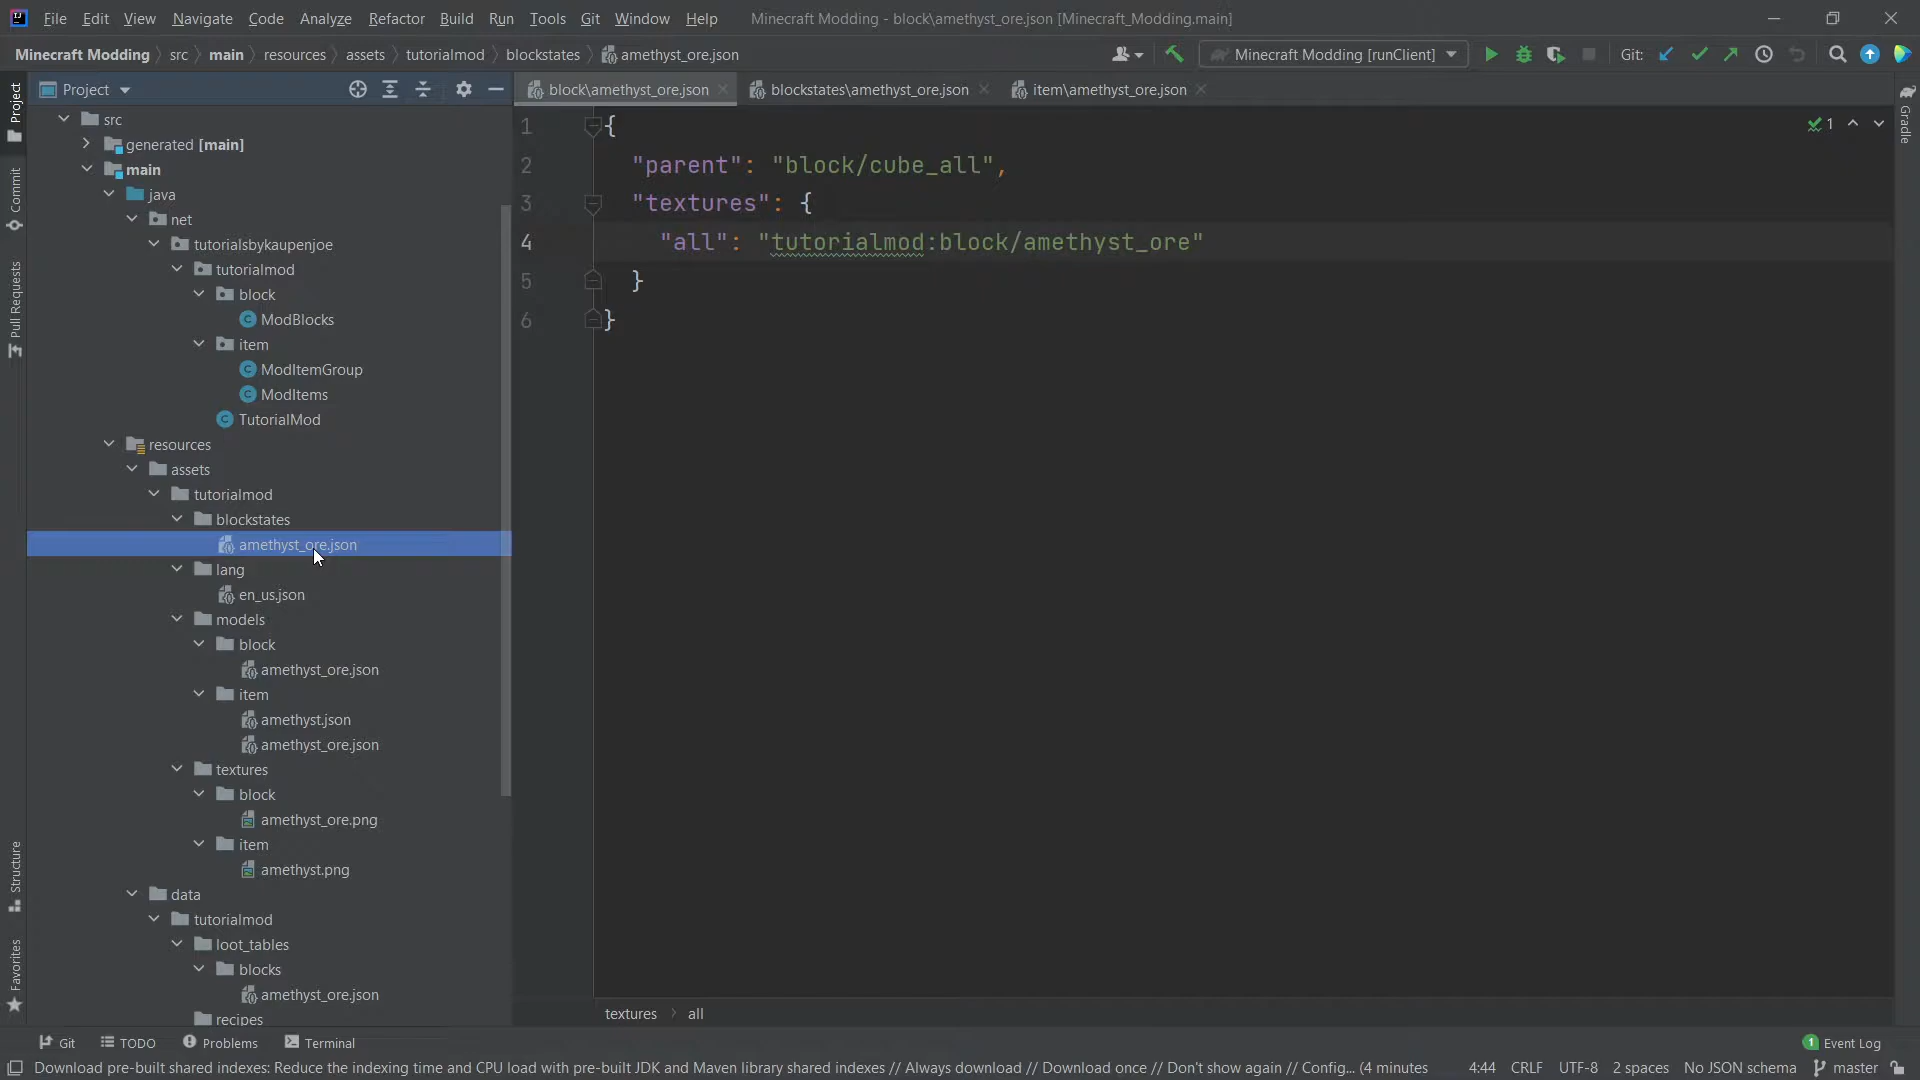 File Edit View Navigate Code Analyze Refactor Build Run Tools Git Window Help Minecraft Modding - block\amethyst_ore.json [Minecraft_Modding.main]
Minecraft Modding src main resources assets tutorialmod blockstates amethyst_ore.json Minecraft Modding [runClient] Git:
Project
block\amethyst_ore.json blockstates\amethyst_ore.json item\amethyst_ore.json
Project
Commit
Pull Requests
Structure
Favorites
src
generated [main]
main
java
net
tutorialsbykaupenjoe
tutorialmod
block
ModBlocks
item
ModItemGroup
ModItems
TutorialMod
resources
assets
tutorialmod
blockstates
amethyst_ore.json
lang
en_us.json
models
block
amethyst_ore.json
item
amethyst.json
amethyst_ore.json
textures
block
amethyst_ore.png
item
amethyst.png
data
tutorialmod
loot_tables
blocks
amethyst_ore.json
recipes
1 {
2 "parent": "block/cube_all",
3 "textures": {
4 "all": "tutorialmod:block/amethyst_ore"
5 }
6 }
1
Gradle
textures all
Git TODO Problems Terminal 1 Event Log
Download pre-built shared indexes: Reduce the indexing time and CPU load with pre-built JDK and Maven library shared indexes // Always download // Download once // Don't show again // Config... (4 minutes 4:44 CRLF UTF-8 2 spaces No JSON schema master